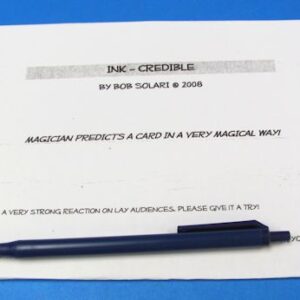 INK - CREDIBLE
BY BOB SOLARI © 2008
MAGICIAN PREDICTS A CARD IN A VERY MAGICAL WAY!
A VERY STRONG REACTION ON LAY AUDIENCES. PLEASE GIVE IT A TRY!